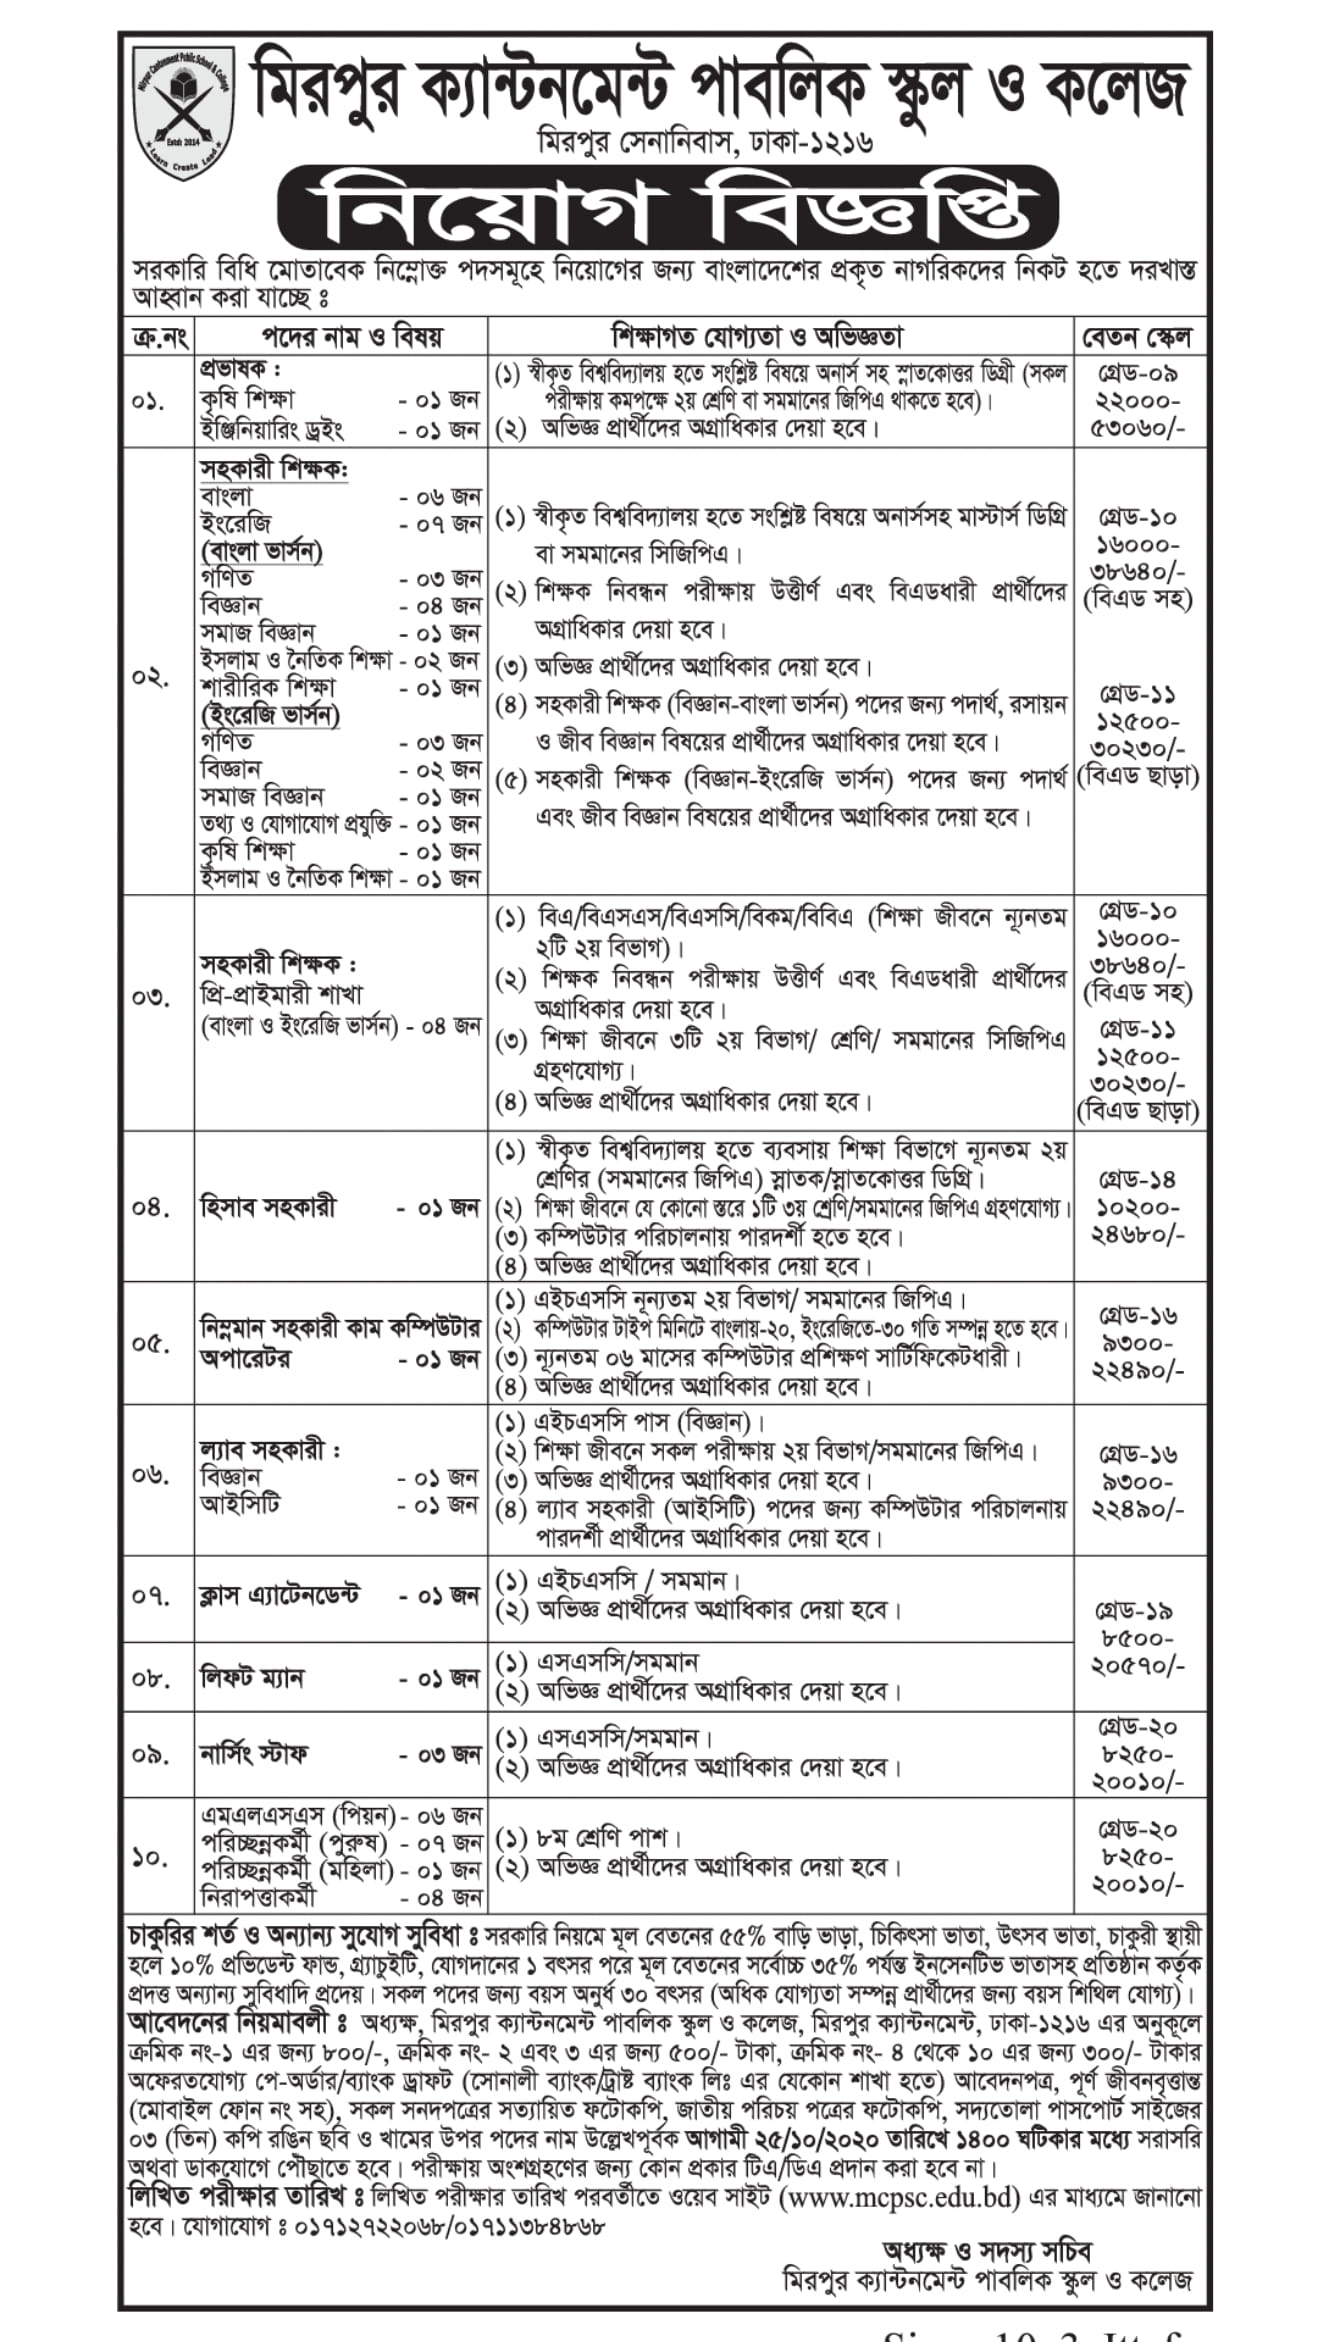 Mirpur Cantonment Public School & College
Estd: 2014
Learn Create Lead
মিরপুর ক্যান্টনমেন্ট পাবলিক স্কুল ও কলেজ
মিরপুর সেনানিবাস, ঢাকা-১২১৬
নিয়োগ বিজ্ঞপ্তি
সরকারি বিধি মোতাবেক নিম্নোক্ত পদসমূহে নিয়োগের জন্য বাংলাদেশের প্রকৃত নাগরিকদের নিকট হতে দরখাস্ত
আহ্বান করা যাচ্ছে ঃ
ক্র.নং পদের নাম ও বিষয় শিক্ষাগত যোগ্যতা ও অভিজ্ঞতা বেতন স্কেল
০১.
প্রভাষক :
কৃষি শিক্ষা - ০১ জন
ইঞ্জিনিয়ারিং ড্রইং - ০১ জন
(১) স্বীকৃত বিশ্ববিদ্যালয় হতে সংশ্লিষ্ট বিষয়ে অনার্স সহ স্নাতকোত্তর ডিগ্রী (সকল
পরীক্ষায় কমপক্ষে ২য় শ্রেণি বা সমমানের জিপিএ থাকতে হবে)।
(২) অভিজ্ঞ প্রার্থীদের অগ্রাধিকার দেয়া হবে।
গ্রেড-০৯
২২০০০-
৫৩০৬০/-
০২.
সহকারী শিক্ষক:
বাংলা - ০৬ জন
ইংরেজি - ০৭ জন
(বাংলা ভার্সন)
গণিত - ০৩ জন
বিজ্ঞান - ০৪ জন
সমাজ বিজ্ঞান - ০১ জন
ইসলাম ও নৈতিক শিক্ষা - ০২ জন
শারীরিক শিক্ষা - ০১ জন
(ইংরেজি ভার্সন)
গণিত - ০৩ জন
বিজ্ঞান - ০২ জন
সমাজ বিজ্ঞান - ০১ জন
তথ্য ও যোগাযোগ প্রযুক্তি - ০১ জন
কৃষি শিক্ষা - ০১ জন
ইসলাম ও নৈতিক শিক্ষা - ০১ জন
(১) স্বীকৃত বিশ্ববিদ্যালয় হতে সংশ্লিষ্ট বিষয়ে অনার্সসহ মাস্টার্স ডিগ্রি
বা সমমানের সিজিপিএ।
(২) শিক্ষক নিবন্ধন পরীক্ষায় উত্তীর্ণ এবং বিএডধারী প্রার্থীদের
অগ্রাধিকার দেয়া হবে।
(৩) অভিজ্ঞ প্রার্থীদের অগ্রাধিকার দেয়া হবে।
(৪) সহকারী শিক্ষক (বিজ্ঞান-বাংলা ভার্সন) পদের জন্য পদার্থ, রসায়ন
ও জীব বিজ্ঞান বিষয়ের প্রার্থীদের অগ্রাধিকার দেয়া হবে।
(৫) সহকারী শিক্ষক (বিজ্ঞান-ইংরেজি ভার্সন) পদের জন্য পদার্থ
এবং জীব বিজ্ঞান বিষয়ের প্রার্থীদের অগ্রাধিকার দেয়া হবে।
গ্রেড-১০
১৬০০০-
৩৮৬৪০/-
(বিএড সহ)
গ্রেড-১১
১২৫০০-
৩০২৩০/-
(বিএড ছাড়া)
০৩.
সহকারী শিক্ষক :
প্রি-প্রাইমারী শাখা
(বাংলা ও ইংরেজি ভার্সন) - ০৪ জন
(১) বিএ/বিএসএস/বিএসসি/বিকম/বিবিএ (শিক্ষা জীবনে ন্যূনতম
২টি ২য় বিভাগ)।
(২) শিক্ষক নিবন্ধন পরীক্ষায় উত্তীর্ণ এবং বিএডধারী প্রার্থীদের
অগ্রাধিকার দেয়া হবে।
(৩) শিক্ষা জীবনে ৩টি ২য় বিভাগ/ শ্রেণি/ সমমানের সিজিপিএ
গ্রহণযোগ্য।
(৪) অভিজ্ঞ প্রার্থীদের অগ্রাধিকার দেয়া হবে।
গ্রেড-১০
১৬০০০-
৩৮৬৪০/-
(বিএড সহ)
গ্রেড-১১
১২৫০০-
৩০২৩০/-
(বিএড ছাড়া)
০৪.
হিসাব সহকারী - ০১ জন
(১) স্বীকৃত বিশ্ববিদ্যালয় হতে ব্যবসায় শিক্ষা বিভাগে ন্যূনতম ২য়
শ্রেণির (সমমানের জিপিএ) স্নাতক/স্নাতকোত্তর ডিগ্রি।
(২) শিক্ষা জীবনে যে কোনো স্তরে ১টি ৩য় শ্রেণি/সমমানের জিপিএ গ্রহণযোগ্য।
(৩) কম্পিউটার পরিচালনায় পারদর্শী হতে হবে।
(৪) অভিজ্ঞ প্রার্থীদের অগ্রাধিকার দেয়া হবে।
গ্রেড-১৪
১০২০০-
২৪৬৮০/-
০৫.
নিম্নমান সহকারী কাম কম্পিউটার
অপারেটর - ০১ জন
(১) এইচএসসি নূন্যতম ২য় বিভাগ/ সমমানের জিপিএ।
(২) কম্পিউটার টাইপ মিনিটে বাংলায়-২০, ইংরেজিতে-৩০ গতি সম্পন্ন হতে হবে।
(৩) ন্যূনতম ০৬ মাসের কম্পিউটার প্রশিক্ষণ সার্টিফিকেটধারী।
(৪) অভিজ্ঞ প্রার্থীদের অগ্রাধিকার দেয়া হবে।
গ্রেড-১৬
৯৩০০-
২২৪৯০/-
০৬.
ল্যাব সহকারী :
বিজ্ঞান - ০১ জন
আইসিটি - ০১ জন
(১) এইচএসসি পাস (বিজ্ঞান)।
(২) শিক্ষা জীবনে সকল পরীক্ষায় ২য় বিভাগ/সমমানের জিপিএ।
(৩) অভিজ্ঞ প্রার্থীদের অগ্রাধিকার দেয়া হবে।
(৪) ল্যাব সহকারী (আইসিটি) পদের জন্য কম্পিউটার পরিচালনায়
পারদর্শী প্রার্থীদের অগ্রাধিকার দেয়া হবে।
গ্রেড-১৬
৯৩০০-
২২৪৯০/-
০৭.
ক্লাস এ্যাটেনডেন্ট - ০১ জন
(১) এইচএসসি / সমমান।
(২) অভিজ্ঞ প্রার্থীদের অগ্রাধিকার দেয়া হবে।
গ্রেড-১৯
৮৫০০-
২০৫৭০/-
০৮.
লিফট ম্যান - ০১ জন
(১) এসএসসি/সমমান
(২) অভিজ্ঞ প্রার্থীদের অগ্রাধিকার দেয়া হবে।
০৯.
নার্সিং স্টাফ - ০৩ জন
(১) এসএসসি/সমমান।
(২) অভিজ্ঞ প্রার্থীদের অগ্রাধিকার দেয়া হবে।
গ্রেড-২০
৮২৫০-
২০০১০/-
১০.
এমএলএসএস (পিয়ন) - ০৬ জন
পরিচ্ছন্নকর্মী (পুরুষ) - ০৭ জন
পরিচ্ছন্নকর্মী (মহিলা) - ০১ জন
নিরাপত্তাকর্মী - ০৪ জন
(১) ৮ম শ্রেণি পাশ।
(২) অভিজ্ঞ প্রার্থীদের অগ্রাধিকার দেয়া হবে।
গ্রেড-২০
৮২৫০-
২০০১০/-
চাকুরির শর্ত ও অন্যান্য সুযোগ সুবিধা ঃ সরকারি নিয়মে মূল বেতনের ৫৫% বাড়ি ভাড়া, চিকিৎসা ভাতা, উৎসব ভাতা, চাকুরী স্থায়ী
হলে ১০% প্রভিডেন্ট ফান্ড, গ্র্যাচুইটি, যোগদানের ১ বৎসর পরে মূল বেতনের সর্বোচ্চ ৩৫% পর্যন্ত ইনসেনটিভ ভাতাসহ প্রতিষ্ঠান কর্তৃক
প্রদত্ত অন্যান্য সুবিধাদি প্রদেয়। সকল পদের জন্য বয়স অনুর্ধ ৩০ বৎসর (অধিক যোগ্যতা সম্পন্ন প্রার্থীদের জন্য বয়স শিথিল যোগ্য)।
আবেদনের নিয়মাবলী ঃ অধ্যক্ষ, মিরপুর ক্যান্টনমেন্ট পাবলিক স্কুল ও কলেজ, মিরপুর ক্যান্টনমেন্ট, ঢাকা-১২১৬ এর অনুকূলে
ক্রমিক নং-১ এর জন্য ৮০০/-, ক্রমিক নং- ২ এবং ৩ এর জন্য ৫০০/- টাকা, ক্রমিক নং- ৪ থেকে ১০ এর জন্য ৩০০/- টাকার
অফেরতযোগ্য পে-অর্ডার/ব্যাংক ড্রাফট (সোনালী ব্যাংক/ট্রাষ্ট ব্যাংক লিঃ এর যেকোন শাখা হতে) আবেদনপত্র, পূর্ণ জীবনবৃত্তান্ত
(মোবাইল ফোন নং সহ), সকল সনদপত্রের সত্যায়িত ফটোকপি, জাতীয় পরিচয় পত্রের ফটোকপি, সদ্যতোলা পাসপোর্ট সাইজের
০৩ (তিন) কপি রঙিন ছবি ও খামের উপর পদের নাম উল্লেখপূর্বক আগামী ২৫/১০/২০২০ তারিখে ১৪০০ ঘটিকার মধ্যে সরাসরি
অথবা ডাকযোগে পৌঁছাতে হবে। পরীক্ষায় অংশগ্রহণের জন্য কোন প্রকার টিএ/ডিএ প্রদান করা হবে না।
লিখিত পরীক্ষার তারিখ ঃ লিখিত পরীক্ষার তারিখ পরবর্তীতে ওয়েব সাইট (www.mcpsc.edu.bd) এর মাধ্যমে জানানো
হবে। যোগাযোগ ঃ ০১৭১২৭২২০৬৮/০১৭১১৩৮৪৮৬৮
অধ্যক্ষ ও সদস্য সচিব
মিরপুর ক্যান্টনমেন্ট পাবলিক স্কুল ও কলেজ